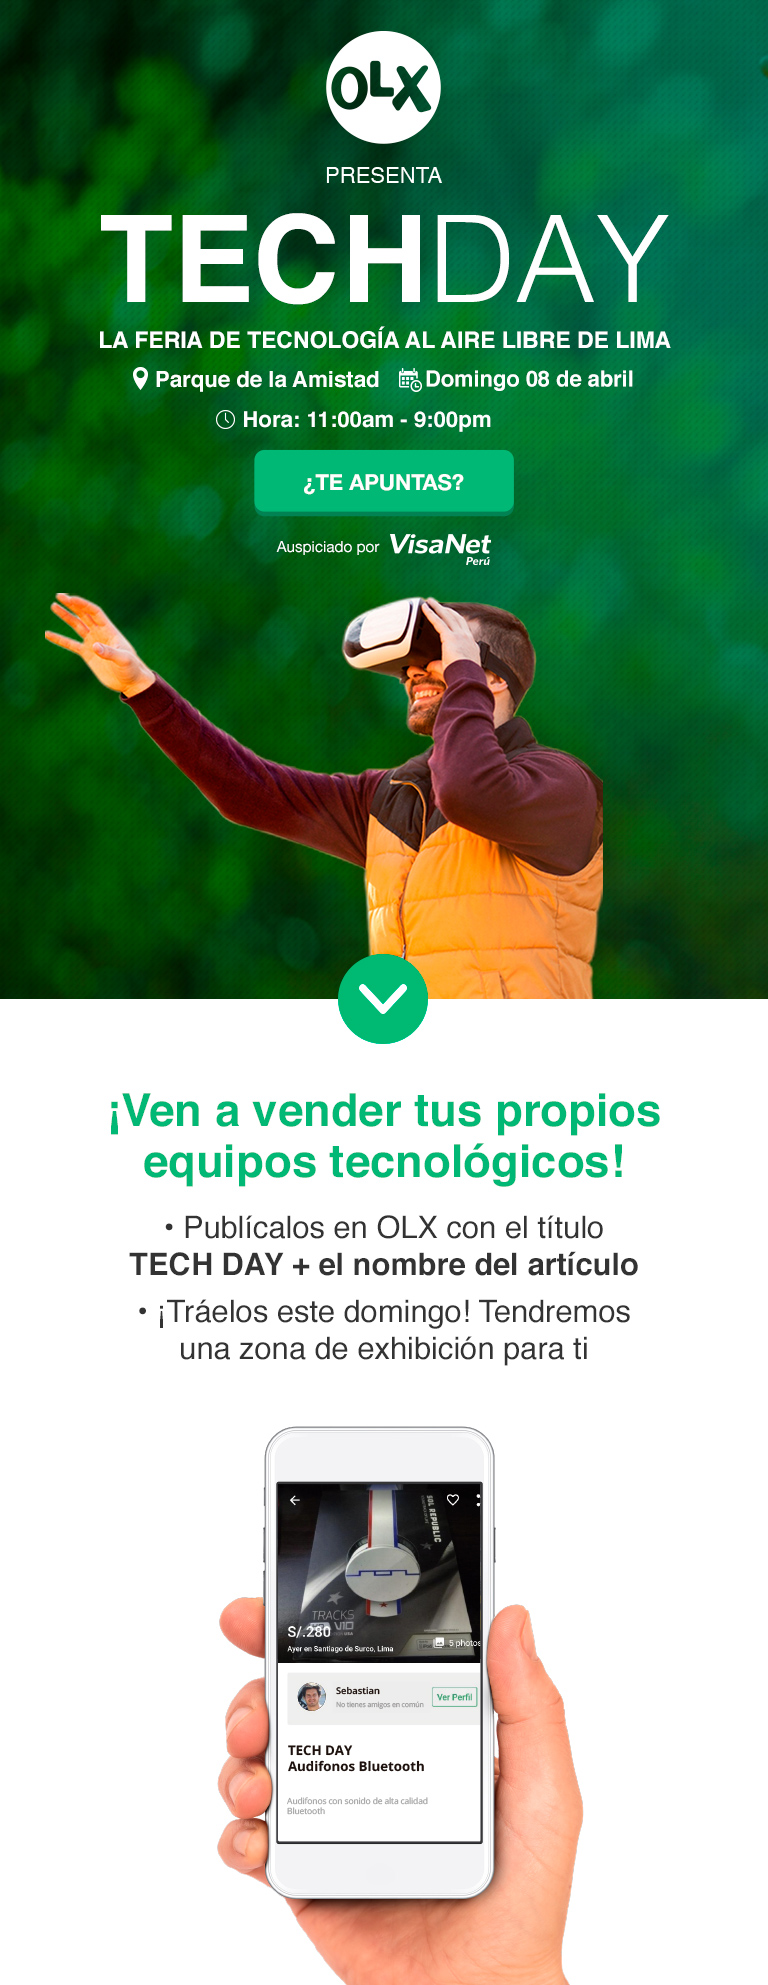 OLX
PRESENTA
TECHDAY
LA FERIA DE TECNOLOGÍA AL AIRE LIBRE DE LIMA
Parque de la Amistad Domingo 08 de abril
Hora: 11:00am - 9:00pm
¿TE APUNTAS?
Auspiciado por VisaNet
Perú
¡Ven a vender tus propios
equipos tecnológicos!
• Publícalos en OLX con el título
TECH DAY + el nombre del artículo
• ¡Tráelos este domingo! Tendremos
una zona de exhibición para ti
SOL REPUBLIC
TRACKS
V10
S/.280
Ayer en Santiago de Surco, Lima 5 photos
Sebastian
No tienes amigos en común
Ver Perfil
TECH DAY
Audifonos Bluetooth
Audifonos con sonido de alta calidad
Bluetooth